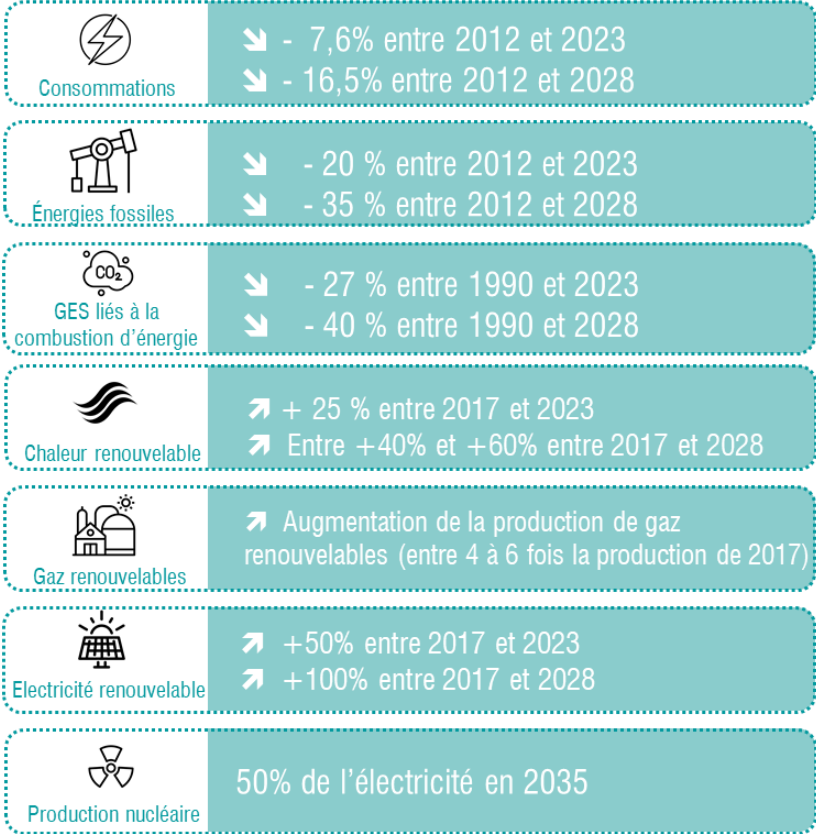 Consommations
- 7,6% entre 2012 et 2023
- 16,5% entre 2012 et 2028
Énergies fossiles
- 20 % entre 2012 et 2023
- 35 % entre 2012 et 2028
CO₂
GES liés à la
combustion d'énergie
- 27 % entre 1990 et 2023
- 40 % entre 1990 et 2028
Chaleur renouvelable
+ 25 % entre 2017 et 2023
Entre +40% et +60% entre 2017 et 2028
Gaz renouvelables
Augmentation de la production de gaz
renouvelables (entre 4 à 6 fois la production de 2017)
Electricité renouvelable
+50% entre 2017 et 2023
+100% entre 2017 et 2028
Production nucléaire
50% de l'électricité en 2035